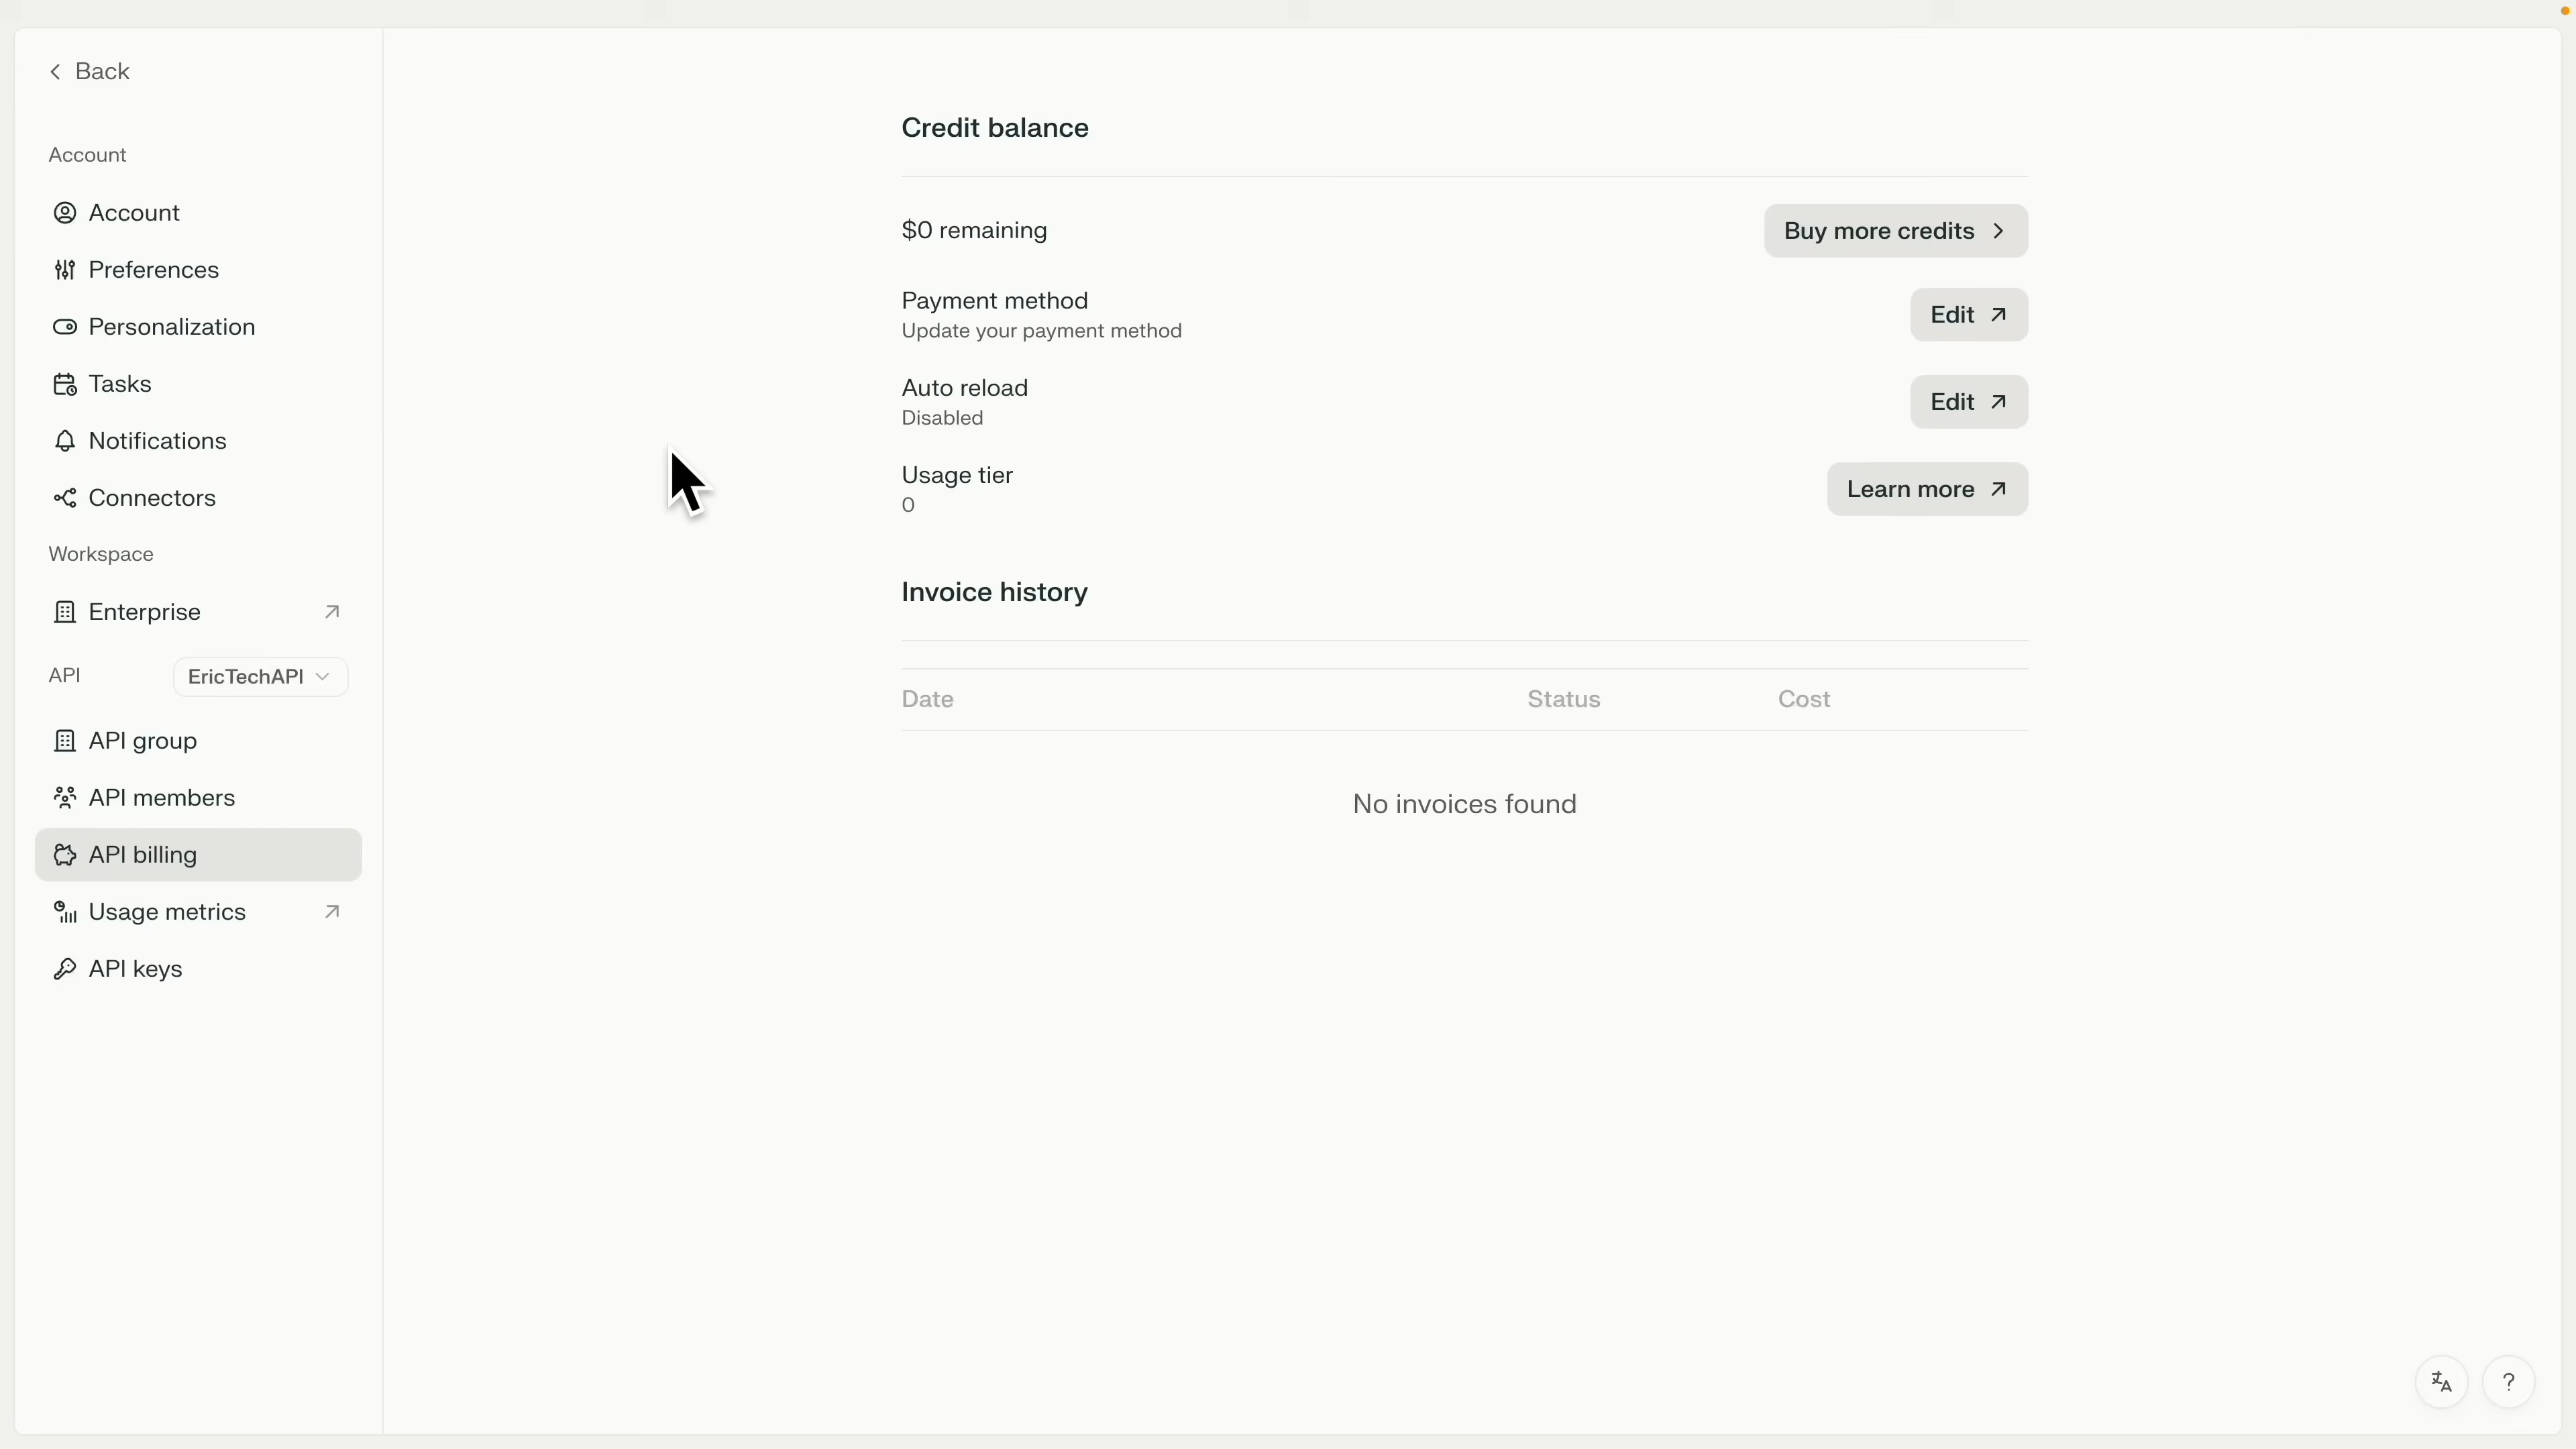 Back
Account
Account
Preferences
Personalization
Tasks
Notifications
Connectors
Workspace
Enterprise
API
EricTechAPI
API group
API members
API billing
Usage metrics
API keys
Credit balance
$0 remaining
Buy more credits
Payment method
Update your payment method
Edit
Auto reload
Disabled
Edit
Usage tier
0
Learn more
Invoice history
Date Status Cost
No invoices found
?